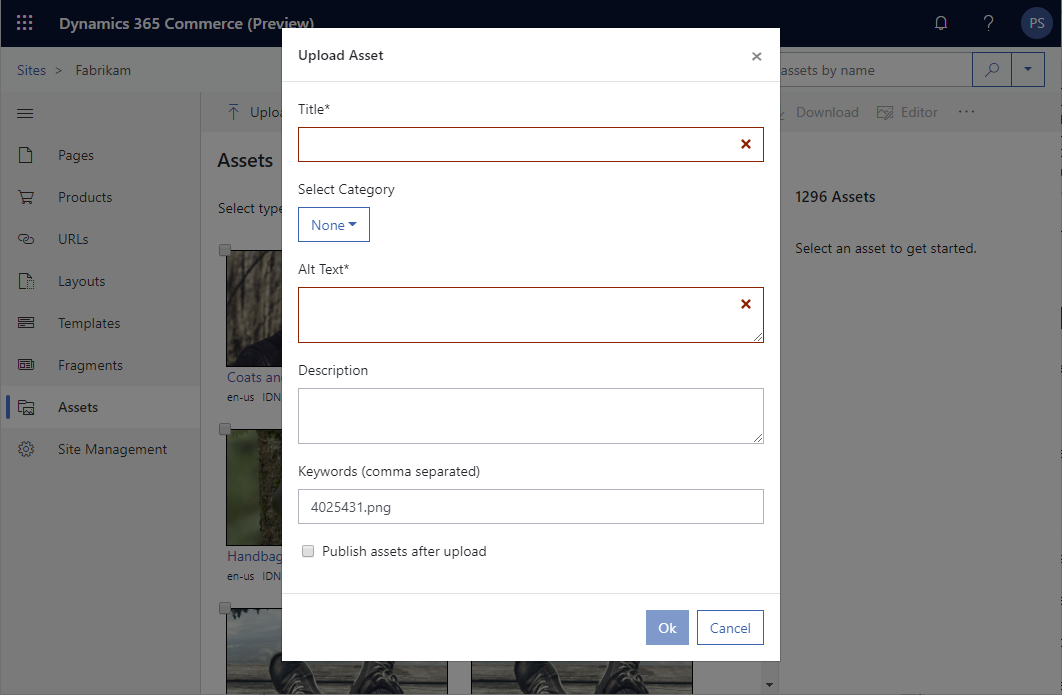 Dynamics 365 Commerce (Preview)
?
PS
Sites > Fabrikam
assets by name
Pages
Products
URLs
Layouts
Templates
Fragments
Assets
Site Management
Uplo
Download
Editor
...
Assets
Select type
Coats an
en-us IDN
Handbag
en-us IDN
1296 Assets
Select an asset to get started.
Upload Asset
Title*
Select Category
None
Alt Text*
Description
Keywords (comma separated)
4025431.png
Publish assets after upload
Ok
Cancel